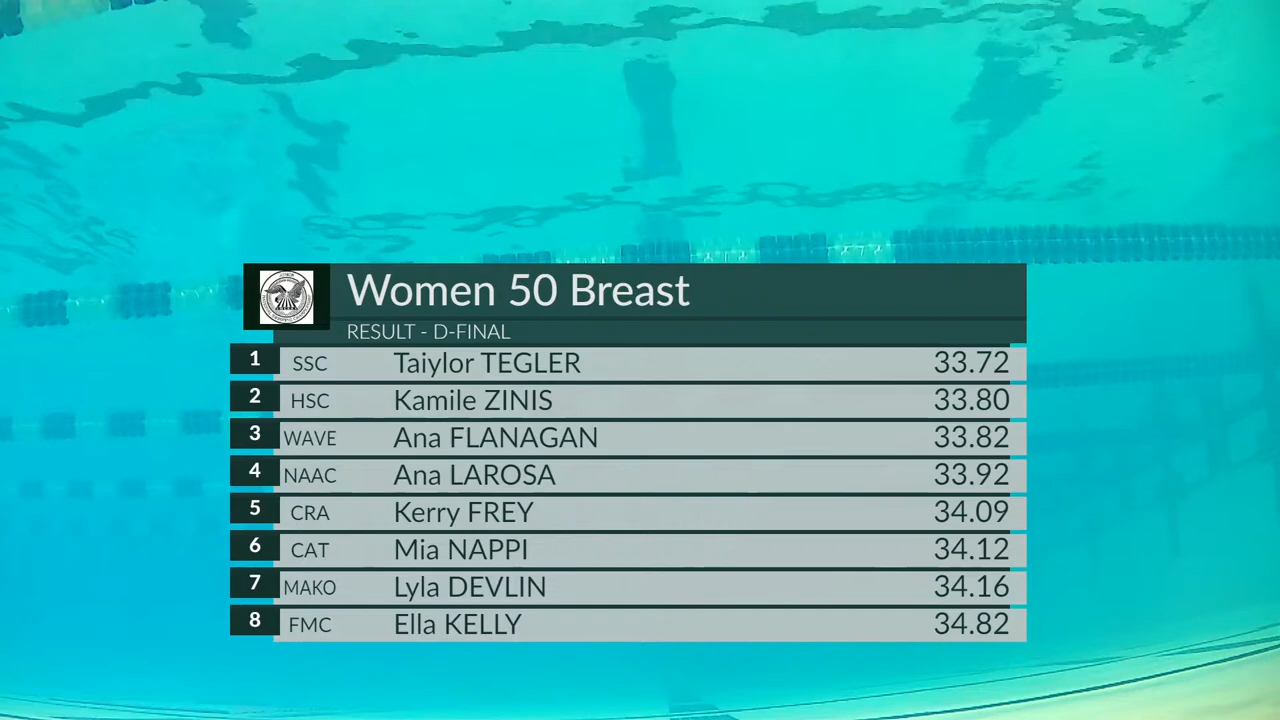 Women 50 Breast
RESULT - D-FINAL
1 SSC Taiylor TEGLER 33.72
2 HSC Kamile ZINIS 33.80
3 WAVE Ana FLANAGAN 33.82
4 NAAC Ana LAROSA 33.92
5 CRA Kerry FREY 34.09
6 CAT Mia NAPPI 34.12
7 MAKO Lyla DEVLIN 34.16
8 FMC Ella KELLY 34.82